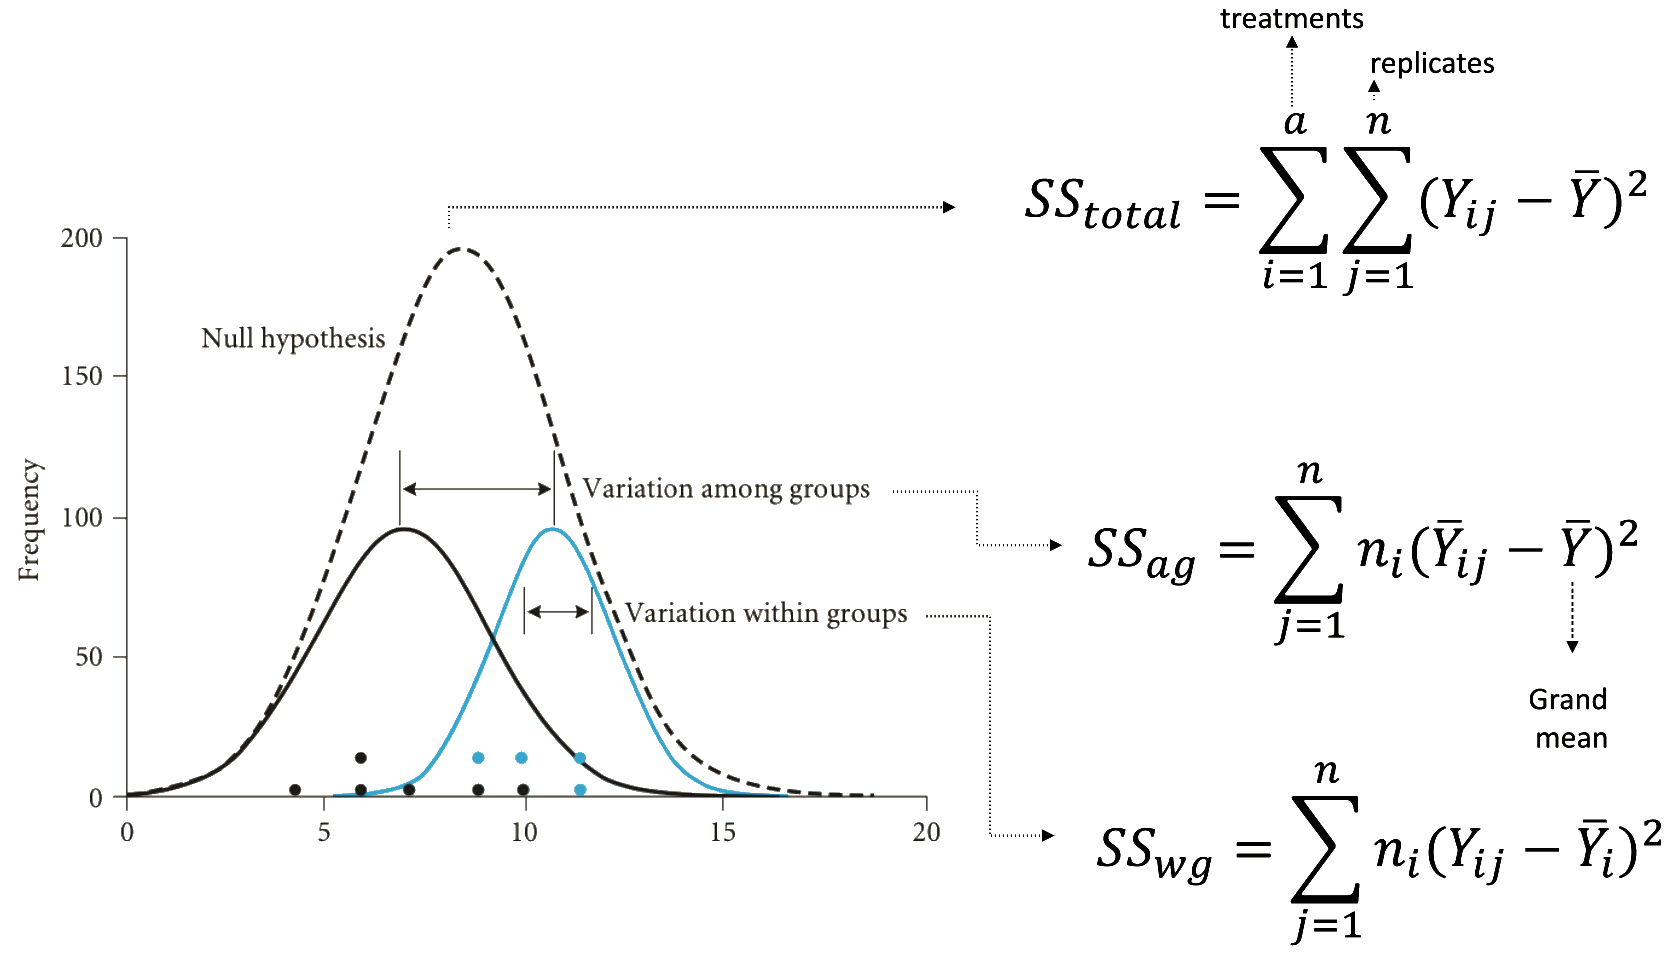 treatments
replicates
SS_{total} = \sum_{i=1}^{a} \sum_{j=1}^{n} (Y_{ij} - \bar{Y})^2
200
Null hypothesis
150
Variation among groups
100
Frequency
SS_{ag} = \sum_{j=1}^{n} n_i(\bar{Y}_{ij} - \bar{Y})^2
Variation within groups
50
Grand
mean
0
0 5 10 15 20
SS_{wg} = \sum_{j=1}^{n} n_i(Y_{ij} - \bar{Y}_i)^2